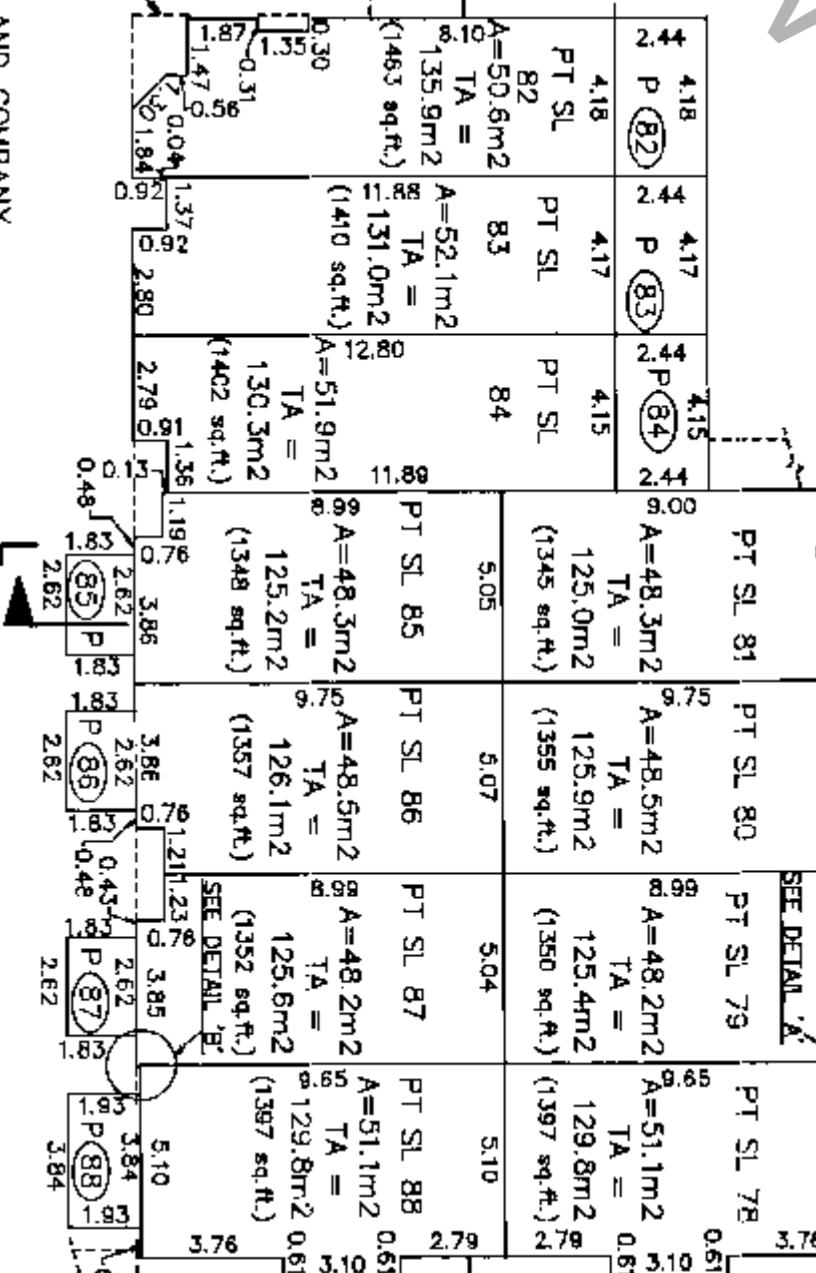 AND COMPANY
1.87
1.35
0.30
0.31
1.47
0.56
0.04
1.84
8.10
PT SL
82
A=50.6m2
TA =
135.9m2
(1463 sq.ft.)
4.18
2.44
4.18
P 82
0.92
1.37
0.92
2.80
11.88
PT SL
83
A=52.1m2
TA =
131.0m2
(1410 sq.ft.)
4.17
2.44
4.17
P 83
2.79
0.91
1.36
12.80
PT SL
84
A=51.9m2
TA =
130.3m2
(1402 sq.ft.)
11.89
4.15
2.44
4.15
P 84
2.44
0.13
0.48
1.19
0.76
3.86
8.99
PT SL 85
A=48.3m2
TA =
125.2m2
(1348 sq.ft.)
5.05
1.83
2.62
85 P
2.62
1.83
9.00
PT SL 81
A=48.3m2
TA =
125.0m2
(1345 sq.ft.)
9.75
PT SL 86
A=48.5m2
TA =
126.1m2
(1357 sq.ft.)
5.07
1.83
3.86
2.62
P 86
2.62
1.83
0.76
1.21
0.48
0.43
9.75
PT SL 80
A=48.5m2
TA =
125.9m2
(1355 sq.ft.)
8.99
PT SL 87
A=48.2m2
TA =
125.6m2
(1352 sq.ft.)
SEE DETAIL 'B'
5.04
1.23
0.76
1.83
3.85
2.62
P 87
2.62
1.83
8.99
PT SL 79
A=48.2m2
TA =
125.4m2
(1350 sq.ft.)
SEE DETAIL 'A'
9.65
PT SL 88
A=51.1m2
TA =
129.8m2
(1397 sq.ft.)
5.10
5.10
1.93
3.84
P 88
3.84
1.93
9.65
PT SL 78
A=51.1m2
TA =
129.8m2
(1397 sq.ft.)
3.76
3.10
2.79
2.79
3.10
0.61